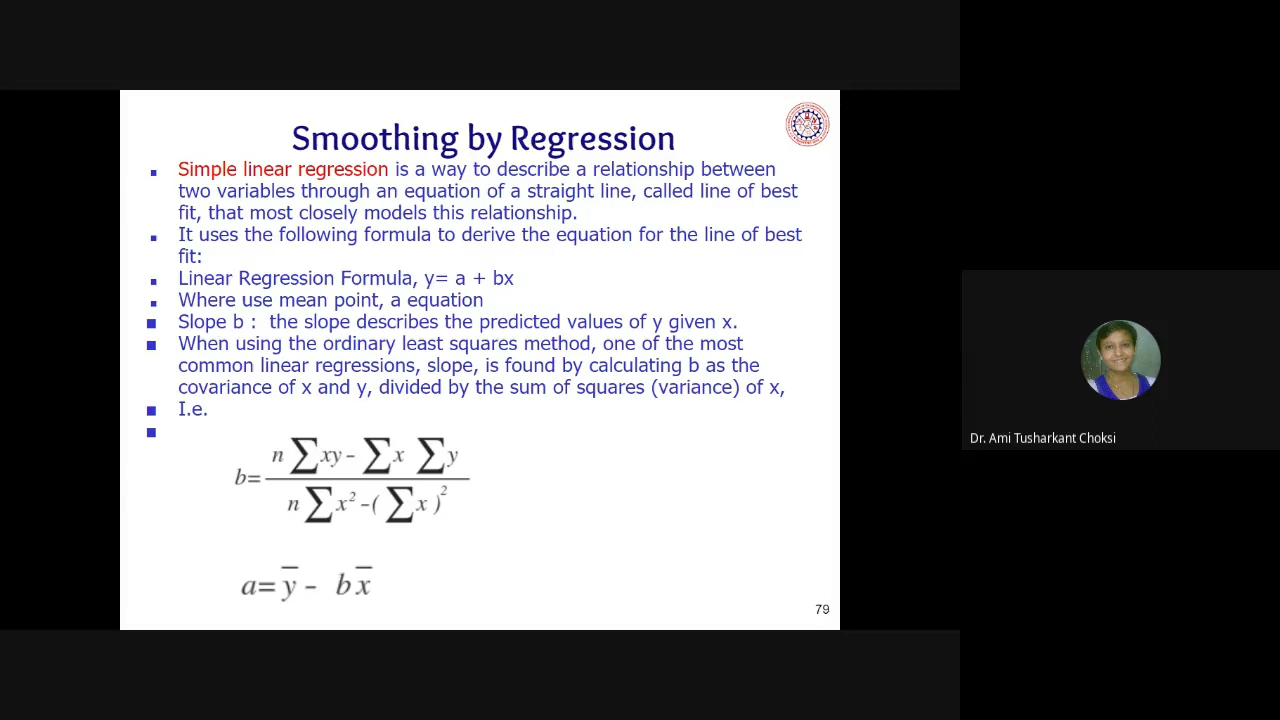 Smoothing by Regression
Simple linear regression is a way to describe a relationship between
two variables through an equation of a straight line, called line of best
fit, that most closely models this relationship.
It uses the following formula to derive the equation for the line of best
fit:
Linear Regression Formula, y= a + bx
Where use mean point, a equation
Slope b : the slope describes the predicted values of y given x.
When using the ordinary least squares method, one of the most
common linear regressions, slope, is found by calculating b as the
covariance of x and y, divided by the sum of squares (variance) of x,
I.e.
b= n ∑xy - ∑x ∑y
n ∑x² -( ∑x )²
a= y̅ - b x̅
79
Dr. Ami Tusharkant Choksi